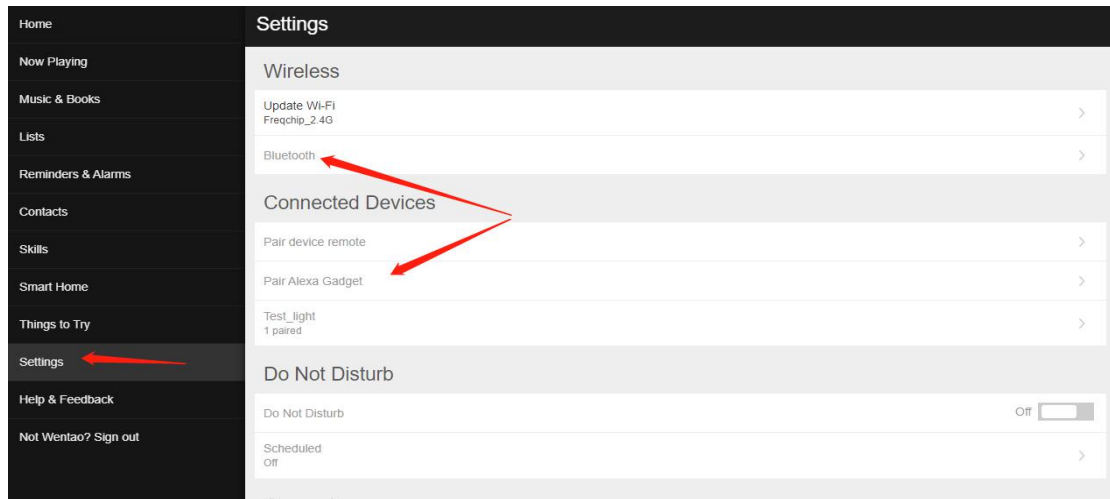 Home
Now Playing
Music & Books
Lists
Reminders & Alarms
Contacts
Skills
Smart Home
Things to Try
Settings
Help & Feedback
Not Wentao? Sign out
Settings
Wireless
Update Wi-Fi
Freqchip_2.4G
Bluetooth
Connected Devices
Pair device remote
Pair Alexa Gadget
Test_light
1 paired
Do Not Disturb
Do Not Disturb
Off
Scheduled
Off